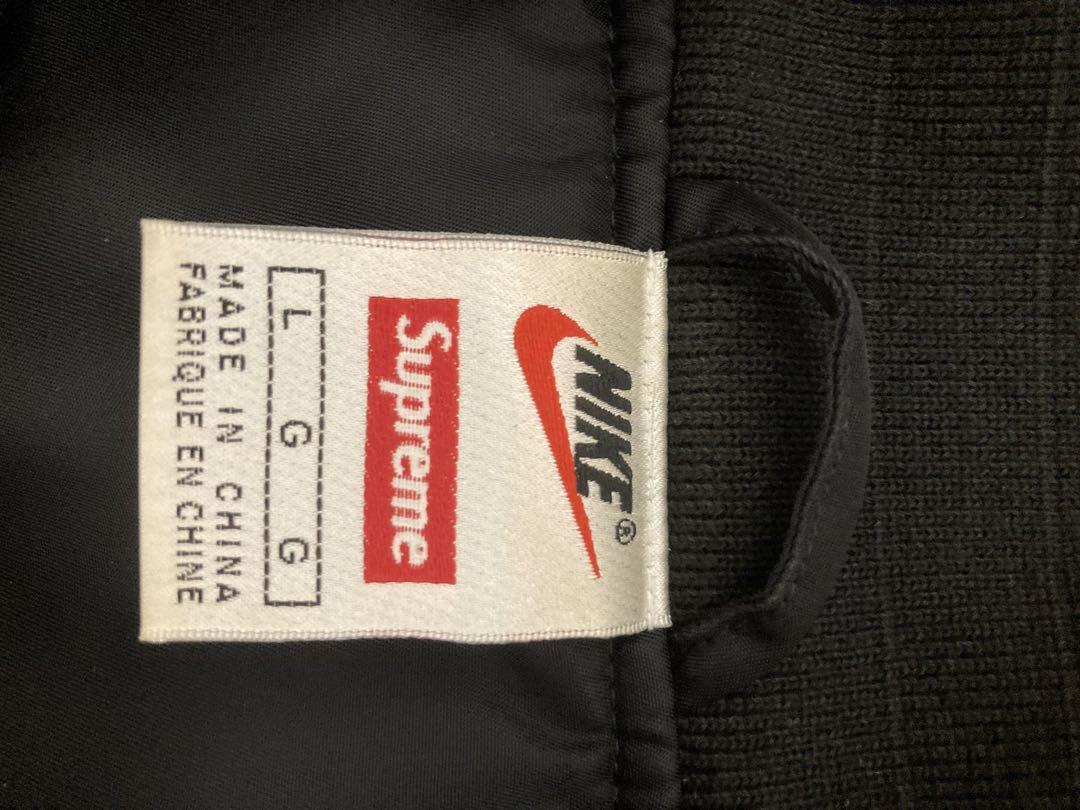 NIKE®
Supreme
L G G
MADE IN CHINA
FABRIQUE EN CHINE